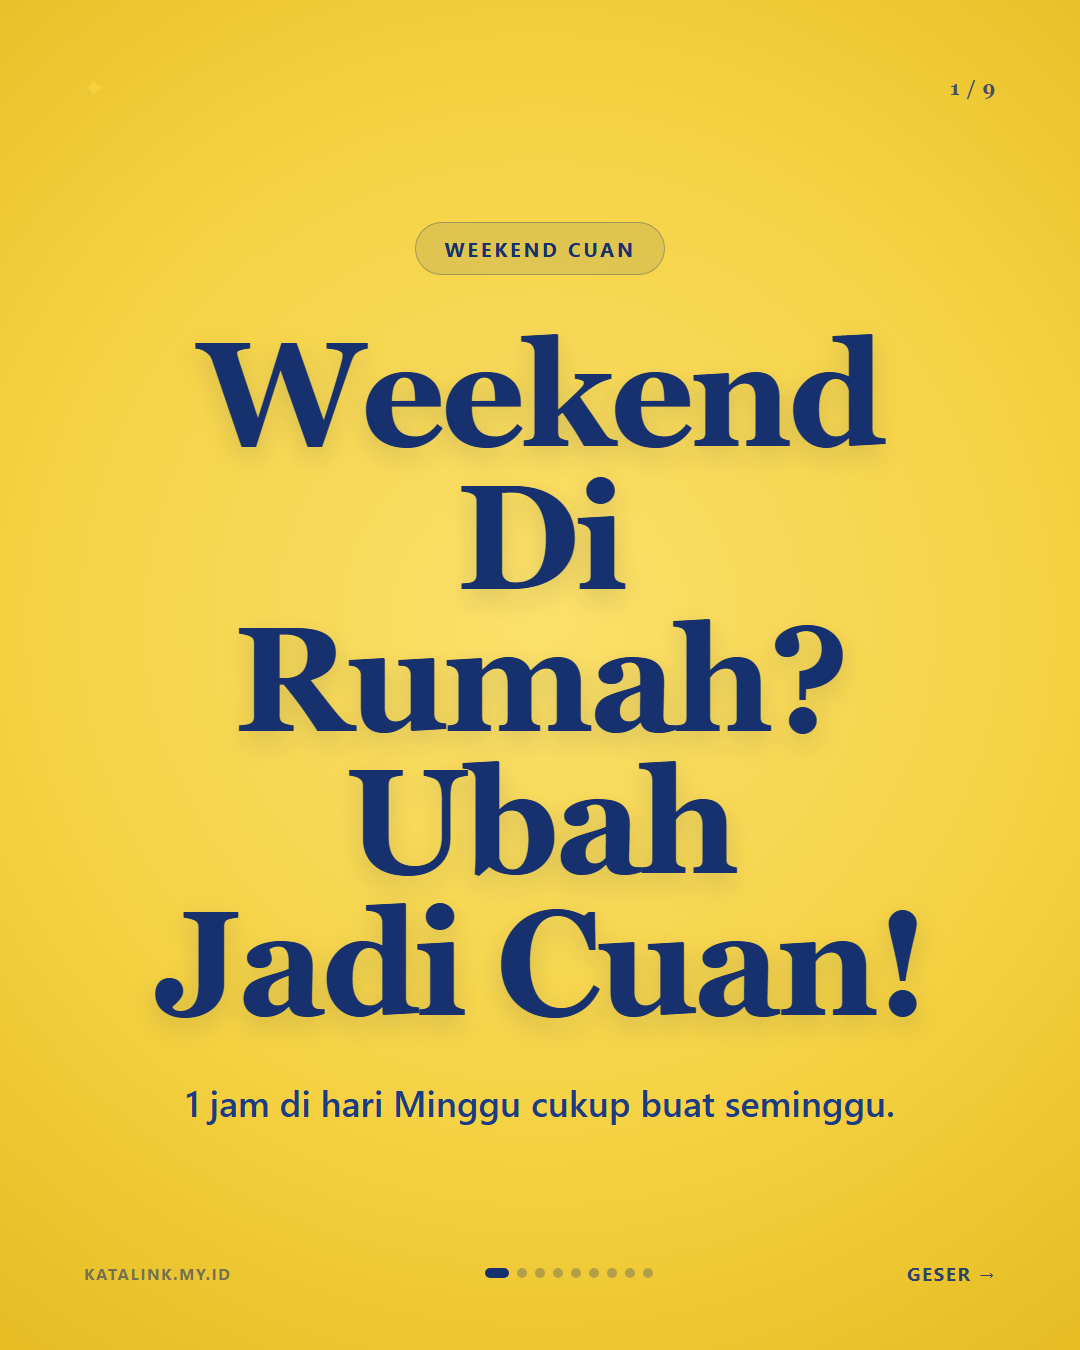 1 / 9
WEEKEND CUAN
Weekend
Di
Rumah?
Ubah
Jadi Cuan!
1 jam di hari Minggu cukup buat seminggu.
KATALINK.MY.ID
GESER →